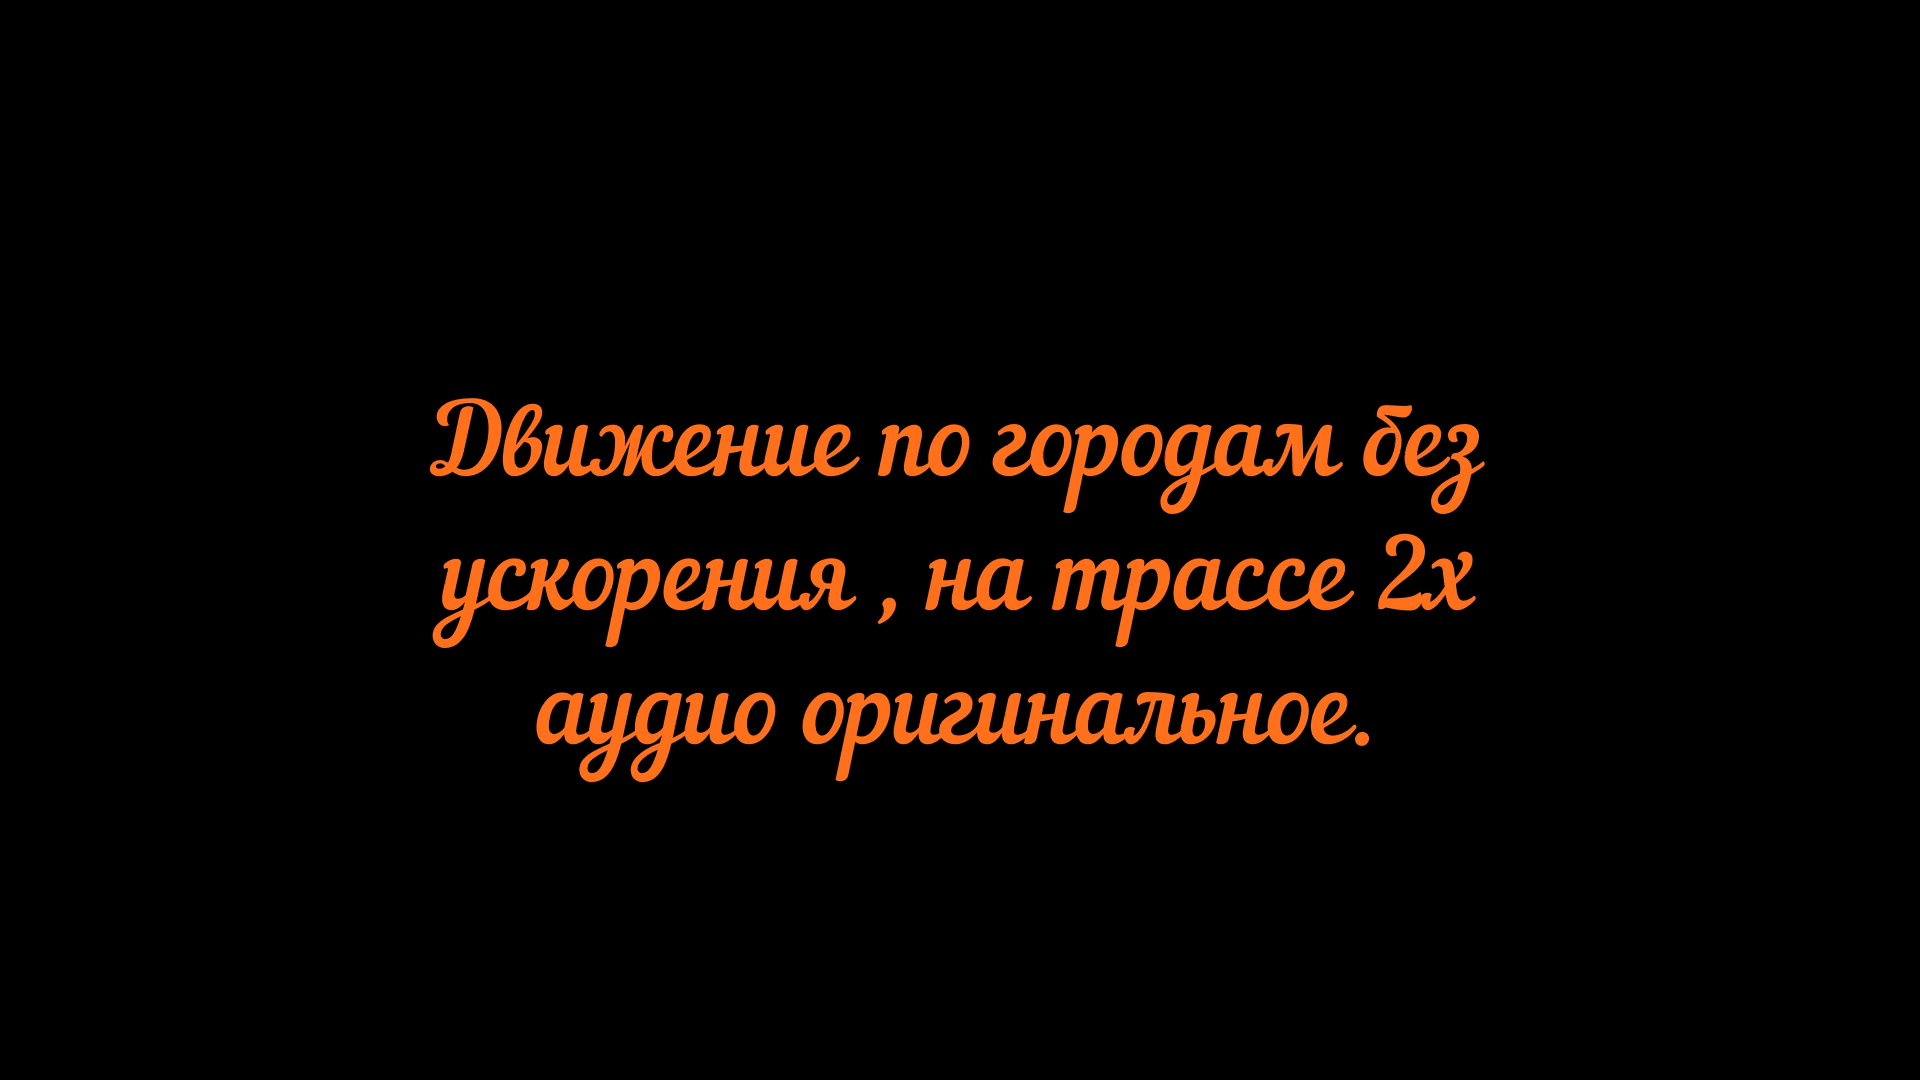 Движение по городам без
ускорения , на трассе 2х
аудио оригинальное.